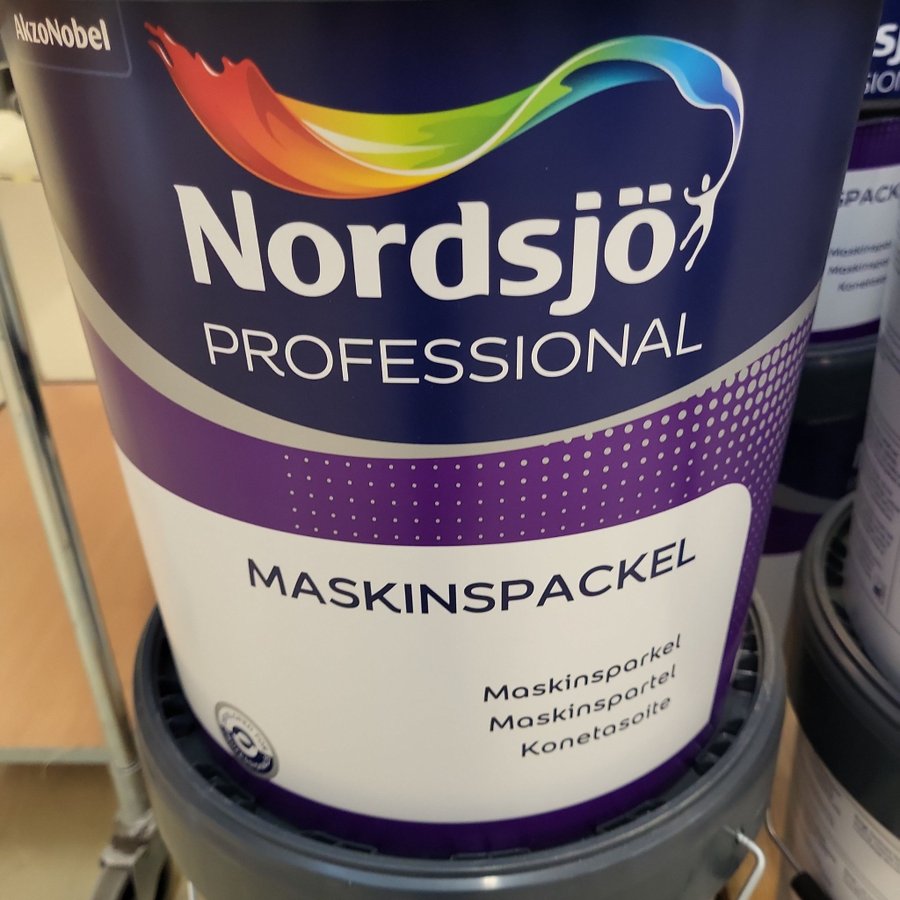 AkzoNobel
Nordsjö
PROFESSIONAL
MASKINSPACKEL
Maskinsparkel
Maskinspartel
Konetasoite